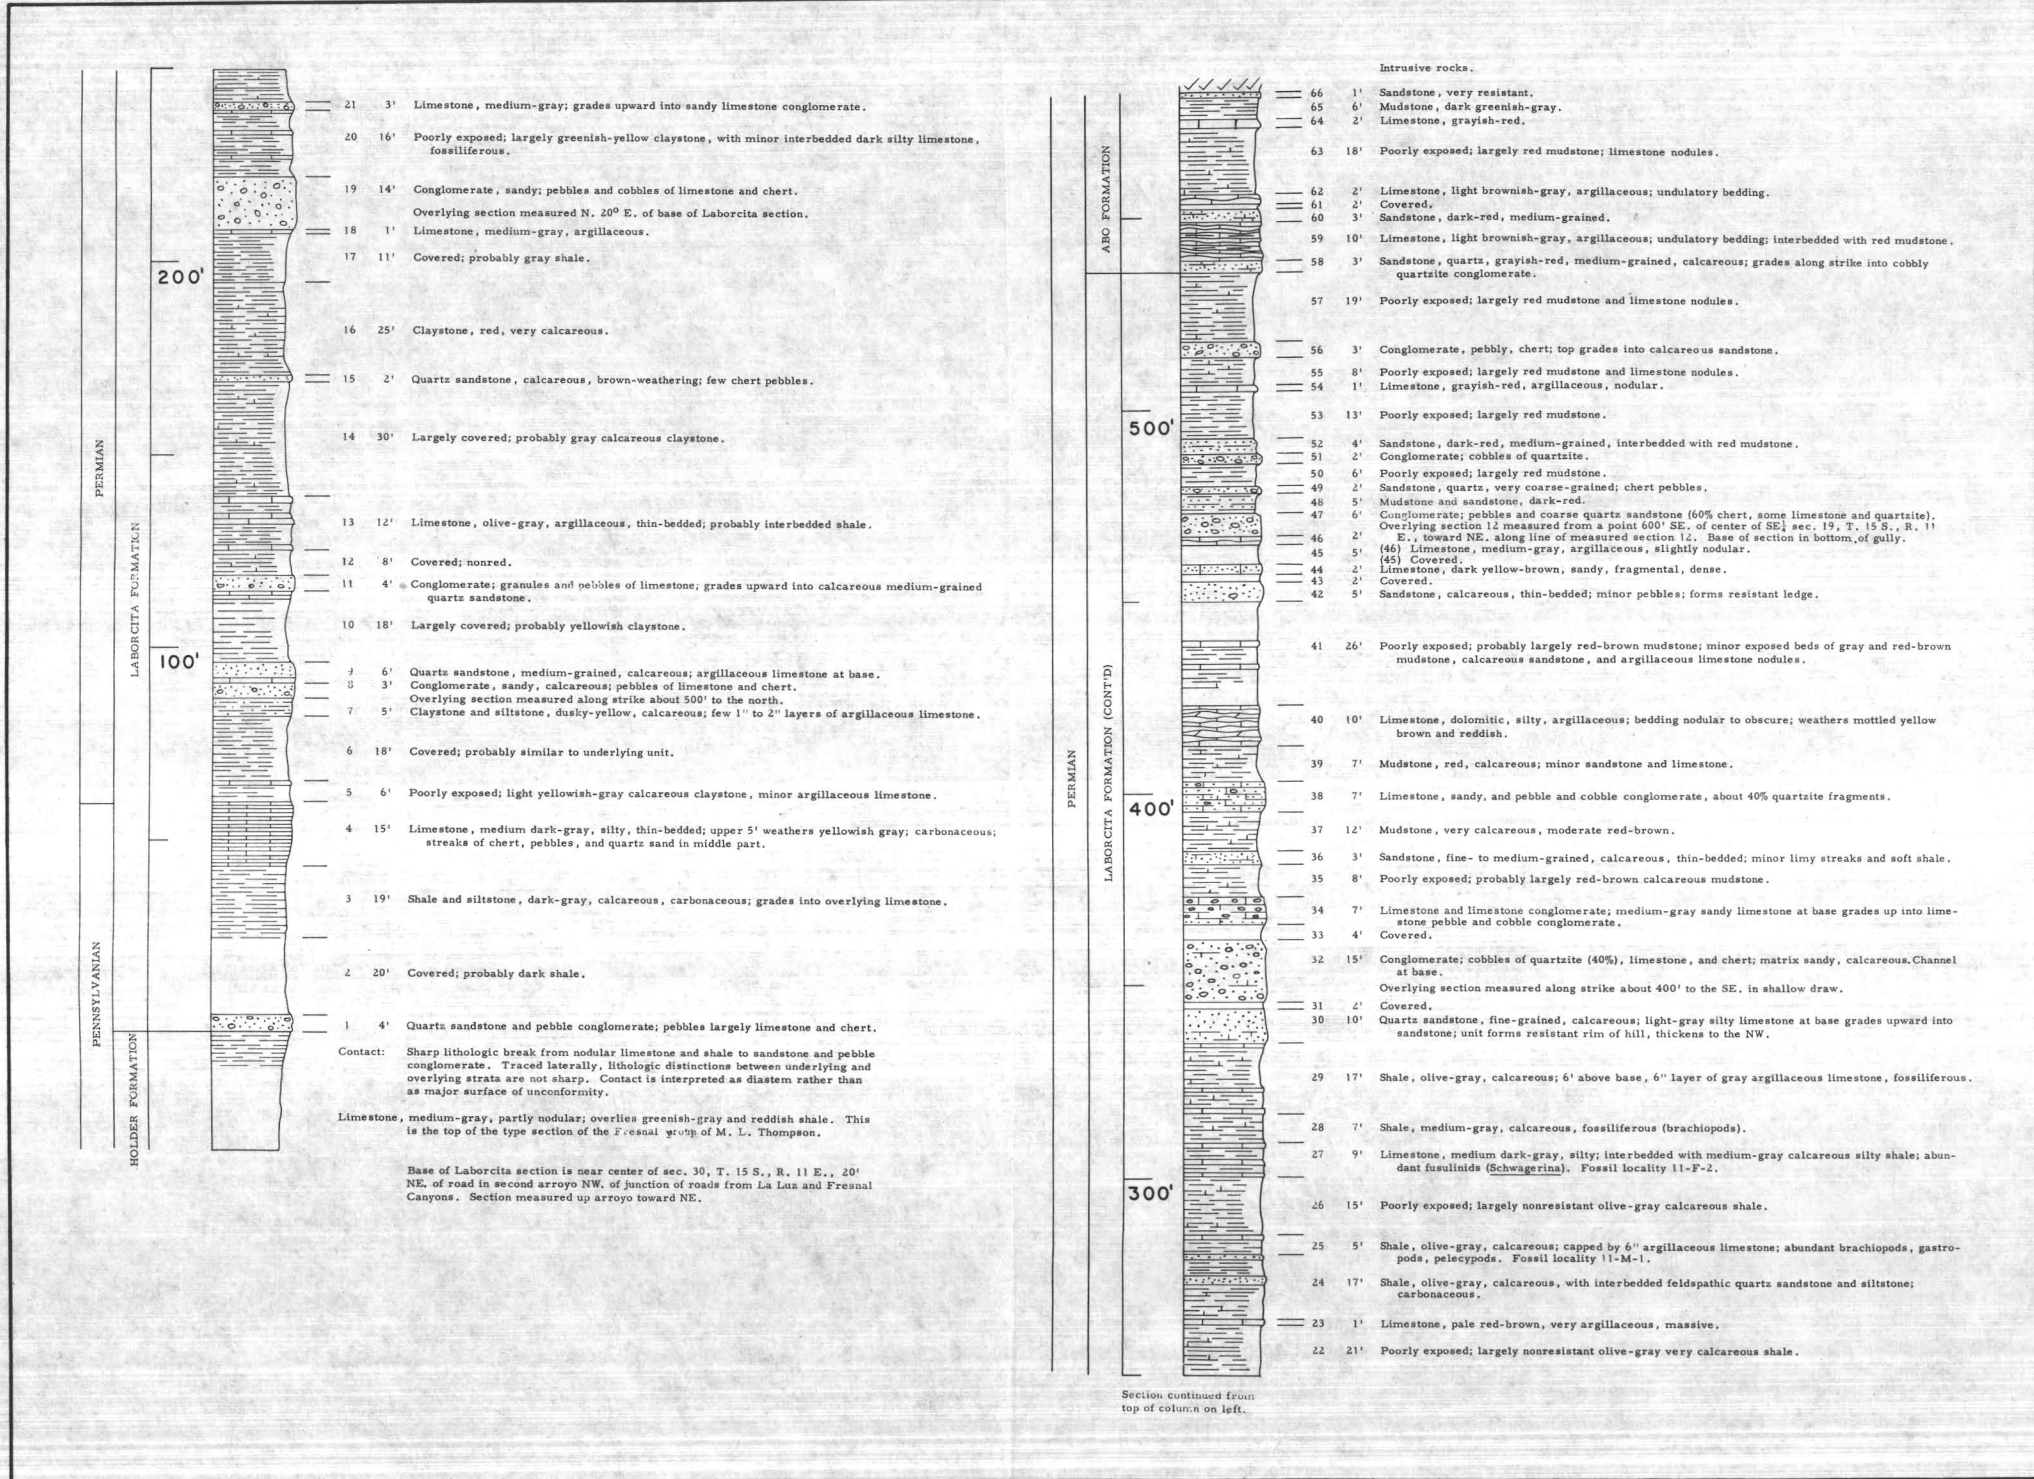 PERMIAN
PENNSYLVANIAN
LABORCITA FORMATION
HOLDER FORMATION
200'
100'
21 3' Limestone, medium-gray; grades upward into sandy limestone conglomerate.
20 16' Poorly exposed; largely greenish-yellow claystone, with minor interbedded dark silty limestone,
fossiliferous.
19 14' Conglomerate, sandy; pebbles and cobbles of limestone and chert.
Overlying section measured N. 20° E. of base of Laborcita section.
18 1' Limestone, medium-gray, argillaceous.
17 11' Covered; probably gray shale.
16 25' Claystone, red, very calcareous.
15 2' Quartz sandstone, calcareous, brown-weathering; few chert pebbles.
14 30' Largely covered; probably gray calcareous claystone.
13 12' Limestone, olive-gray, argillaceous, thin-bedded; probably interbedded shale.
12 8' Covered; nonred.
11 4' Conglomerate; granules and pebbles of limestone; grades upward into calcareous medium-grained
quartz sandstone.
10 18' Largely covered; probably yellowish claystone.
9 6' Quartz sandstone, medium-grained, calcareous; argillaceous limestone at base.
8 3' Conglomerate, sandy, calcareous; pebbles of limestone and chert.
Overlying section measured along strike about 500' to the north.
7 5' Claystone and siltstone, dusky-yellow, calcareous; few 1" to 2" layers of argillaceous limestone.
6 18' Covered; probably similar to underlying unit.
5 6' Poorly exposed; light yellowish-gray calcareous claystone, minor argillaceous limestone.
4 15' Limestone, medium dark-gray, silty, thin-bedded; upper 5' weathers yellowish gray; carbonaceous;
streaks of chert, pebbles, and quartz sand in middle part.
3 19' Shale and siltstone, dark-gray, calcareous, carbonaceous; grades into overlying limestone.
2 20' Covered; probably dark shale.
1 4' Quartz sandstone and pebble conglomerate; pebbles largely limestone and chert.
Contact: Sharp lithologic break from nodular limestone and shale to sandstone and pebble
conglomerate. Traced laterally, lithologic distinctions between underlying and
overlying strata are not sharp. Contact is interpreted as diastem rather than
as major surface of unconformity.
Limestone, medium-gray, partly nodular; overlies greenish-gray and reddish shale. This
is the top of the type section of the Fresnal group of M. L. Thompson.
Base of Laborcita section is near center of sec. 30, T. 15 S., R. 11 E., 20'
NE. of road in second arroyo NW. of junction of roads from La Luz and Fresnal
Canyons. Section measured up arroyo toward NE.
PERMIAN
ABO FORMATION
LABORCITA FORMATION (CONT'D)
500'
400'
300'
Intrusive rocks.
66 1' Sandstone, very resistant.
65 6' Mudstone, dark greenish-gray.
64 2' Limestone, grayish-red.
63 18' Poorly exposed; largely red mudstone; limestone nodules.
62 2' Limestone, light brownish-gray, argillaceous; undulatory bedding.
61 2' Covered.
60 3' Sandstone, dark-red, medium-grained.
59 10' Limestone, light brownish-gray, argillaceous; undulatory bedding; interbedded with red mudstone.
58 3' Sandstone, quartz, grayish-red, medium-grained, calcareous; grades along strike into cobbly
quartzite conglomerate.
57 19' Poorly exposed; largely red mudstone and limestone nodules.
56 3' Conglomerate, pebbly, chert; top grades into calcareous sandstone.
55 8' Poorly exposed; largely red mudstone and limestone nodules.
54 1' Limestone, grayish-red, argillaceous, nodular.
53 13' Poorly exposed; largely red mudstone.
52 4' Sandstone, dark-red, medium-grained, interbedded with red mudstone.
51 2' Conglomerate; cobbles of quartzite.
50 6' Poorly exposed; largely red mudstone.
49 2' Sandstone, quartz, very coarse-grained; chert pebbles.
48 5' Mudstone and sandstone, dark-red.
47 6' Conglomerate; pebbles and coarse quartz sandstone (60% chert, some limestone and quartzite).
Overlying section 12 measured from a point 600' SE. of center of SE¼ sec. 19, T. 15 S., R. 11
46 2' E., toward NE. along line of measured section 12. Base of section in bottom of gully.
45 5' (46) Limestone, medium-gray, argillaceous, slightly nodular.
(45) Covered.
44 2' Limestone, dark yellow-brown, sandy, fragmental, dense.
43 2' Covered.
42 5' Sandstone, calcareous, thin-bedded; minor pebbles; forms resistant ledge.
41 26' Poorly exposed; probably largely red-brown mudstone; minor exposed beds of gray and red-brown
mudstone, calcareous sandstone, and argillaceous limestone nodules.
40 10' Limestone, dolomitic, silty, argillaceous; bedding nodular to obscure; weathers mottled yellow
brown and reddish.
39 7' Mudstone, red, calcareous; minor sandstone and limestone.
38 7' Limestone, sandy, and pebble and cobble conglomerate, about 40% quartzite fragments.
37 12' Mudstone, very calcareous, moderate red-brown.
36 3' Sandstone, fine- to medium-grained, calcareous, thin-bedded; minor limy streaks and soft shale.
35 8' Poorly exposed; probably largely red-brown calcareous mudstone.
34 7' Limestone and limestone conglomerate; medium-gray sandy limestone at base grades up into lime-
stone pebble and cobble conglomerate.
33 4' Covered.
32 15' Conglomerate; cobbles of quartzite (40%), limestone, and chert; matrix sandy, calcareous. Channel
at base.
Overlying section measured along strike about 400' to the SE. in shallow draw.
31 2' Covered.
30 10' Quartz sandstone, fine-grained, calcareous; light-gray silty limestone at base grades upward into
sandstone; unit forms resistant rim of hill, thickens to the NW.
29 17' Shale, olive-gray, calcareous; 6' above base, 6" layer of gray argillaceous limestone, fossiliferous.
28 7' Shale, medium-gray, calcareous, fossiliferous (brachiopods).
27 9' Limestone, medium dark-gray, silty; interbedded with medium-gray calcareous silty shale; abun-
dant fusulinids (Schwagerina). Fossil locality 11-F-2.
26 15' Poorly exposed; largely nonresistant olive-gray calcareous shale.
25 5' Shale, olive-gray, calcareous; capped by 6" argillaceous limestone; abundant brachiopods, gastro-
pods, pelecypods. Fossil locality 11-M-1.
24 17' Shale, olive-gray, calcareous, with interbedded feldspathic quartz sandstone and siltstone;
carbonaceous.
23 1' Limestone, pale red-brown, very argillaceous, massive.
22 21' Poorly exposed; largely nonresistant olive-gray very calcareous shale.
Section continued from
top of column on left.